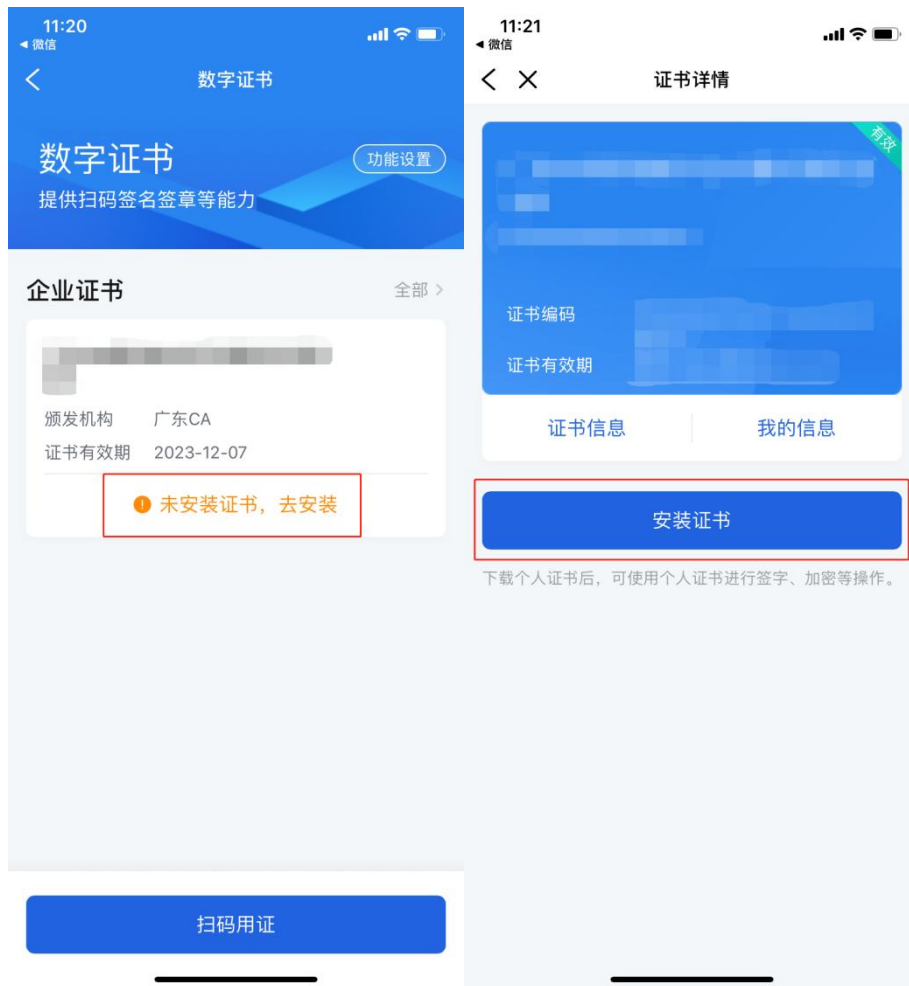 11:20
微信
数字证书
数字证书
功能设置
提供扫码签名签章等能力
企业证书
全部
颁发机构 广东CA
证书有效期 2023-12-07
未安装证书，去安装
扫码用证
11:21
微信
证书详情
有效
证书编码
证书有效期
证书信息
我的信息
安装证书
下载个人证书后，可使用个人证书进行签字、加密等操作。